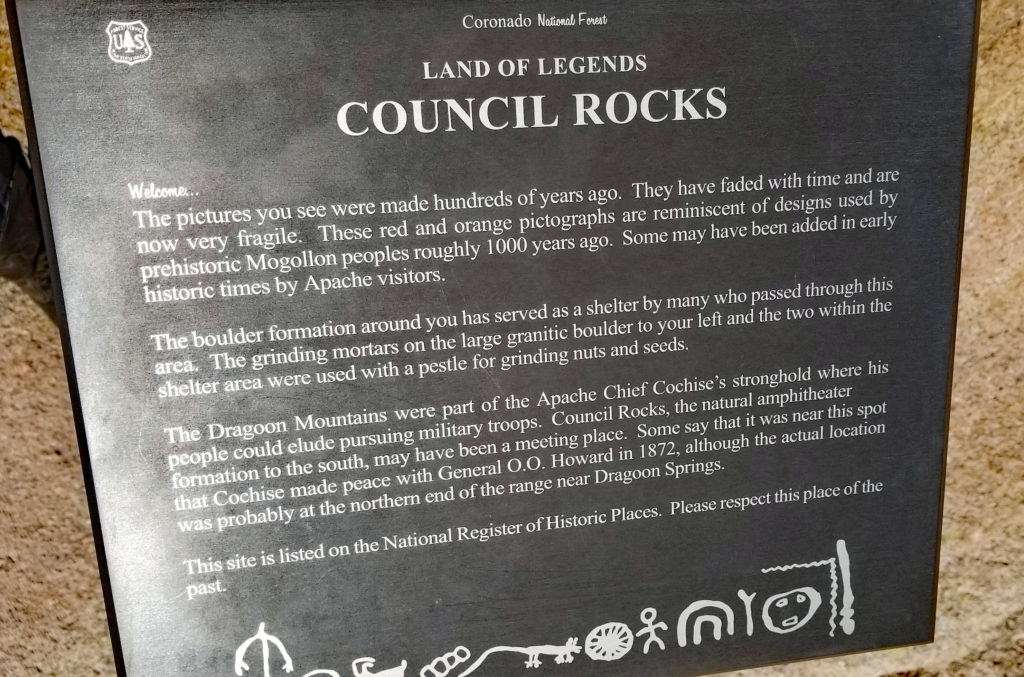 Coronado National Forest
FOREST SERVICE
US
LAND OF LEGENDS
COUNCIL ROCKS
Welcome...
The pictures you see were made hundreds of years ago. They have faded with time and are
now very fragile. These red and orange pictographs are reminiscent of designs used by
prehistoric Mogollon peoples roughly 1000 years ago. Some may have been added in early
historic times by Apache visitors.
The boulder formation around you has served as a shelter by many who passed through this
area. The grinding mortars on the large granitic boulder to your left and the two within the
shelter area were used with a pestle for grinding nuts and seeds.
The Dragoon Mountains were part of the Apache Chief Cochise's stronghold where his
people could elude pursuing military troops. Council Rocks, the natural amphitheater
formation to the south, may have been a meeting place. Some say that it was near this spot
that Cochise made peace with General O.O. Howard in 1872, although the actual location
was probably at the northern end of the range near Dragoon Springs.
This site is listed on the National Register of Historic Places. Please respect this place of the
past.